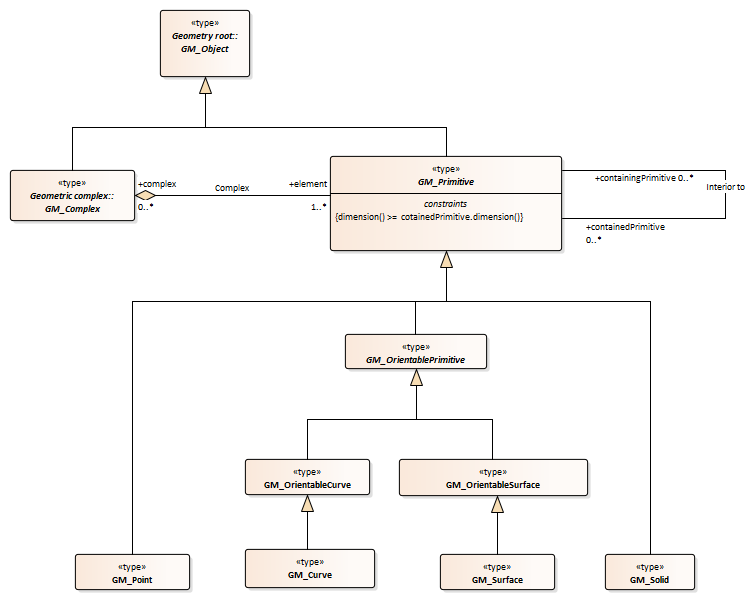 «type»
Geometry root::
GM_Object
«type»
Geometric complex::
GM_Complex
+complex
0..*
Complex
+element
1..*
«type»
GM_Primitive
constraints
{dimension() >= cotainedPrimitive.dimension()}
+containingPrimitive 0..*
Interior to
+containedPrimitive
0..*
«type»
GM_OrientablePrimitive
«type»
GM_OrientableCurve
«type»
GM_OrientableSurface
«type»
GM_Point
«type»
GM_Curve
«type»
GM_Surface
«type»
GM_Solid